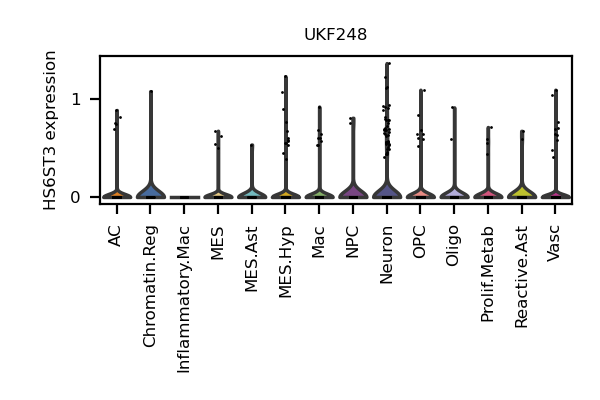 UKF248
HS6ST3 expression
1
0
AC
Chromatin.Reg
Inflammatory.Mac
MES
MES.Ast
MES.Hyp
Mac
NPC
Neuron
OPC
Oligo
Prolif.Metab
Reactive.Ast
Vasc